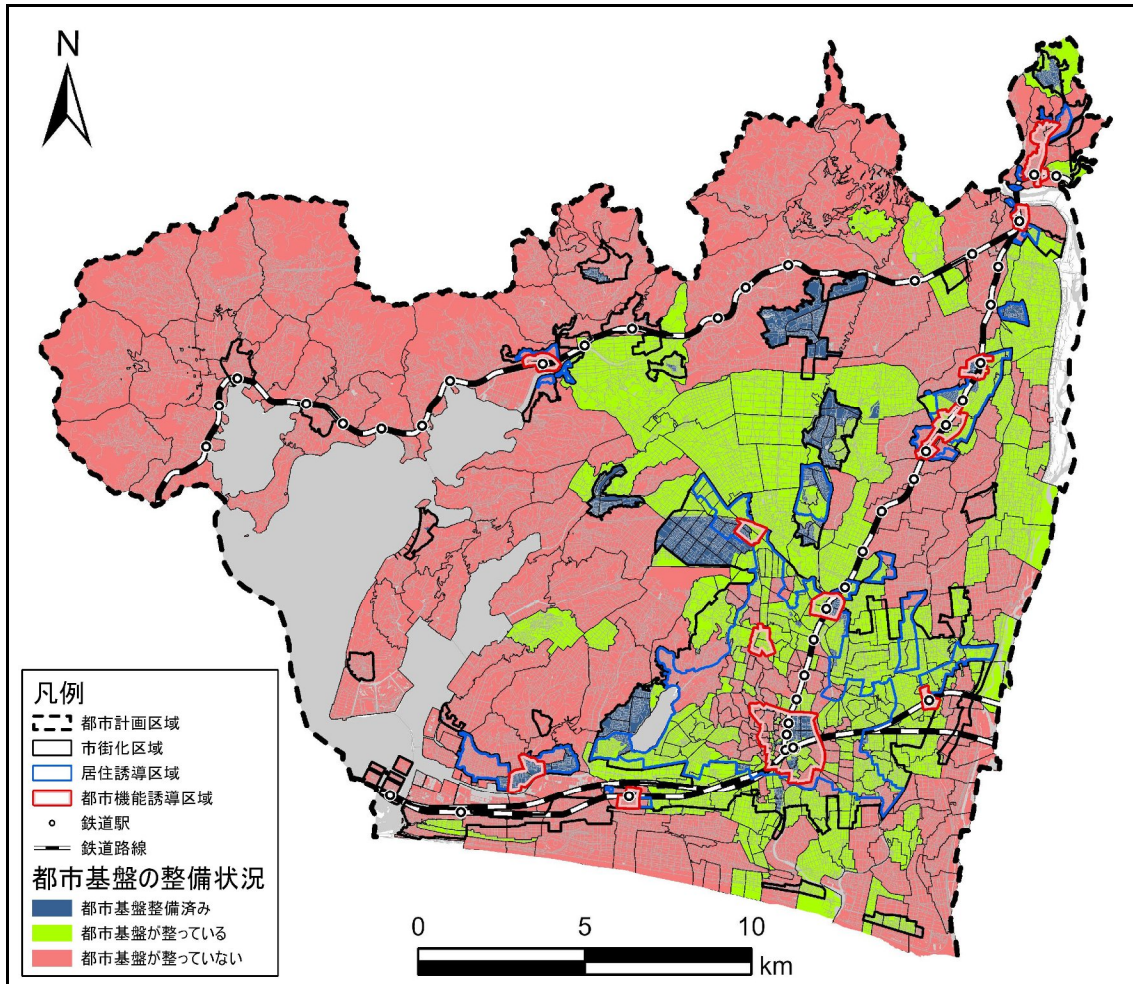 N
凡例
都市計画区域
市街化区域
居住誘導区域
都市機能誘導区域
鉄道駅
鉄道路線
都市基盤の整備状況
都市基盤整備済み
都市基盤が整っている
都市基盤が整っていない
0 5 10
km